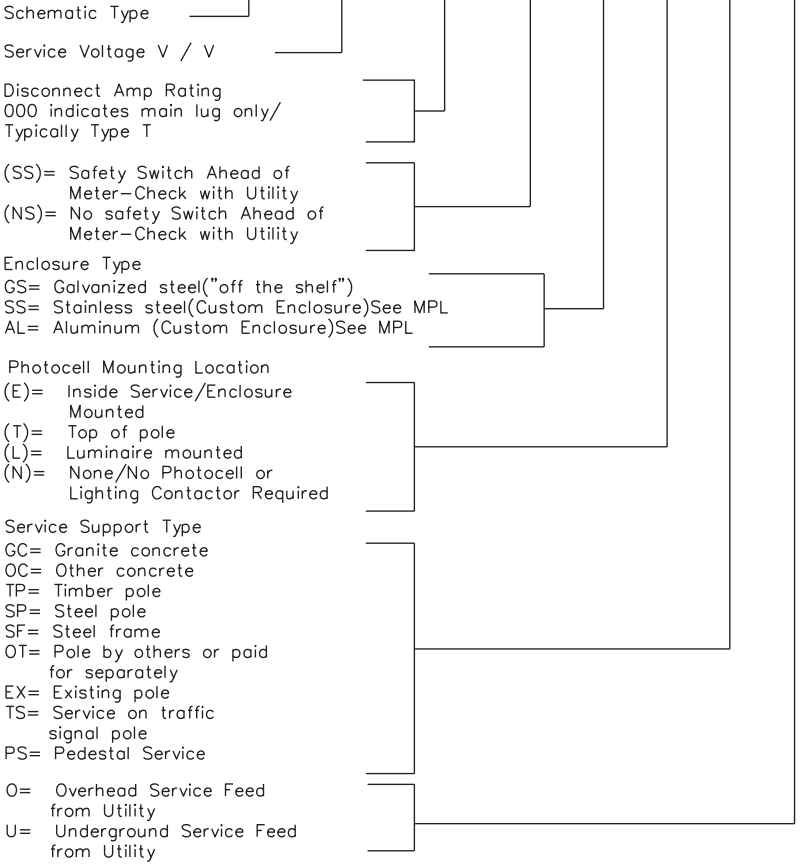 Schematic Type
Service Voltage V / V
Disconnect Amp Rating
000 indicates main lug only/
Typically Type T
(SS)= Safety Switch Ahead of
Meter-Check with Utility
(NS)= No safety Switch Ahead of
Meter-Check with Utility
Enclosure Type
GS= Galvanized steel("off the shelf")
SS= Stainless steel(Custom Enclosure)See MPL
AL= Aluminum (Custom Enclosure)See MPL
Photocell Mounting Location
(E)= Inside Service/Enclosure
Mounted
(T)= Top of pole
(L)= Luminaire mounted
(N)= None/No Photocell or
Lighting Contactor Required
Service Support Type
GC= Granite concrete
OC= Other concrete
TP= Timber pole
SP= Steel pole
SF= Steel frame
OT= Pole by others or paid
for separately
EX= Existing pole
TS= Service on traffic
signal pole
PS= Pedestal Service
O= Overhead Service Feed
from Utility
U= Underground Service Feed
from Utility